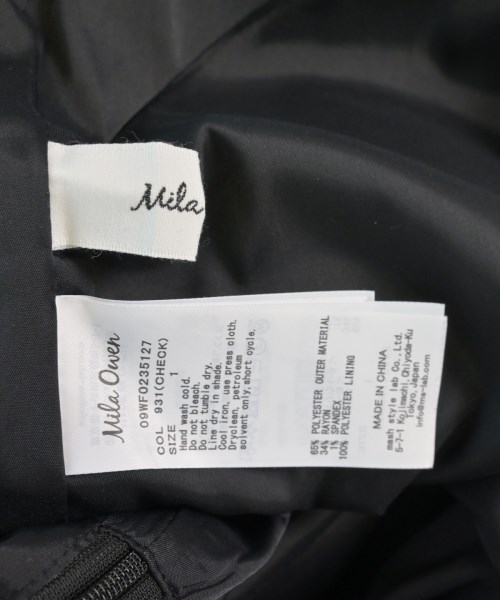 Mila
Mila Owen
09WFO235127
COL 931(CHECK)
SIZE 1
Hand wash cold.
Do not bleach.
Do not tumble dry.
Line dry in shade.
Cool iron, use press cloth.
Dryclean, petroleum
solvent only, short cycle.
65% POLYESTER OUTER MATERIAL
34% RAYON
1% SPANDEX
100% POLYESTER LINING
MADE IN CHINA
mash style lab Co., Ltd.
5-7-1 Kojimachi, Chiyoda-Ku
Tokyo, Japan
info@ms-lab.com